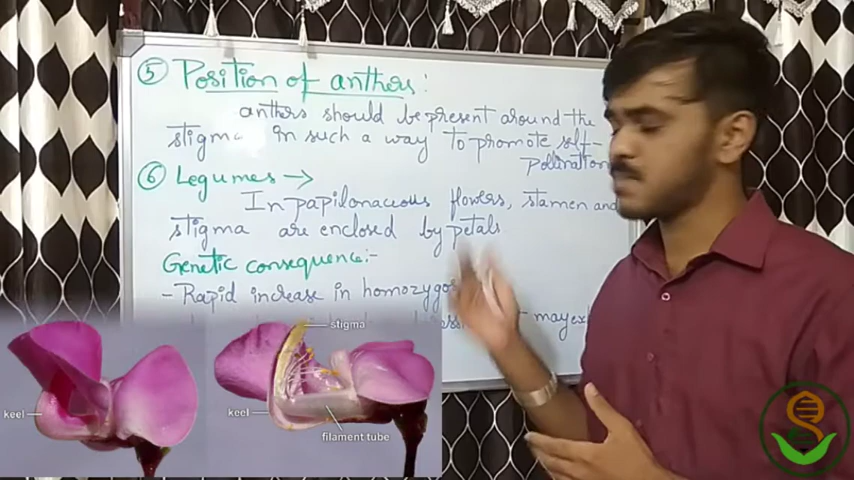 ⑤ Position of anthers:
anthers should be present around the
stigma in such a way to promote self-
pollination
⑥ Legumes →
In papilonaceous flowers, stamen and
stigma are enclosed by petals
Genetic consequence:-
- Rapid increase in homozygos
may ex
stigma
keel
keel
filament tube